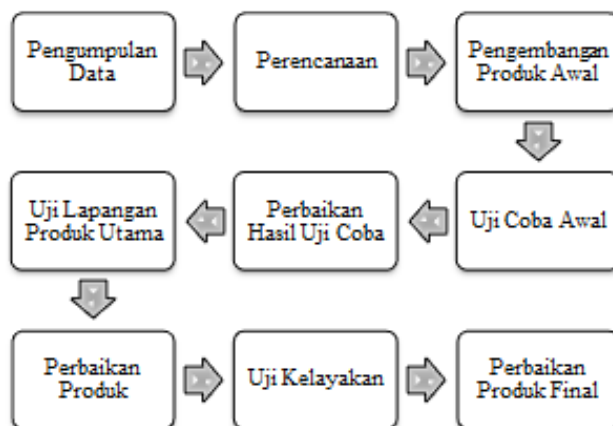 Pengumpulan
Data
Perencanaan
Pengembangan
Produk Awal
Uji Coba Awal
Perbaikan
Hasil Uji Coba
Uji Lapangan
Produk Utama
Perbaikan
Produk
Uji Kelayakan
Perbaikan
Produk Final